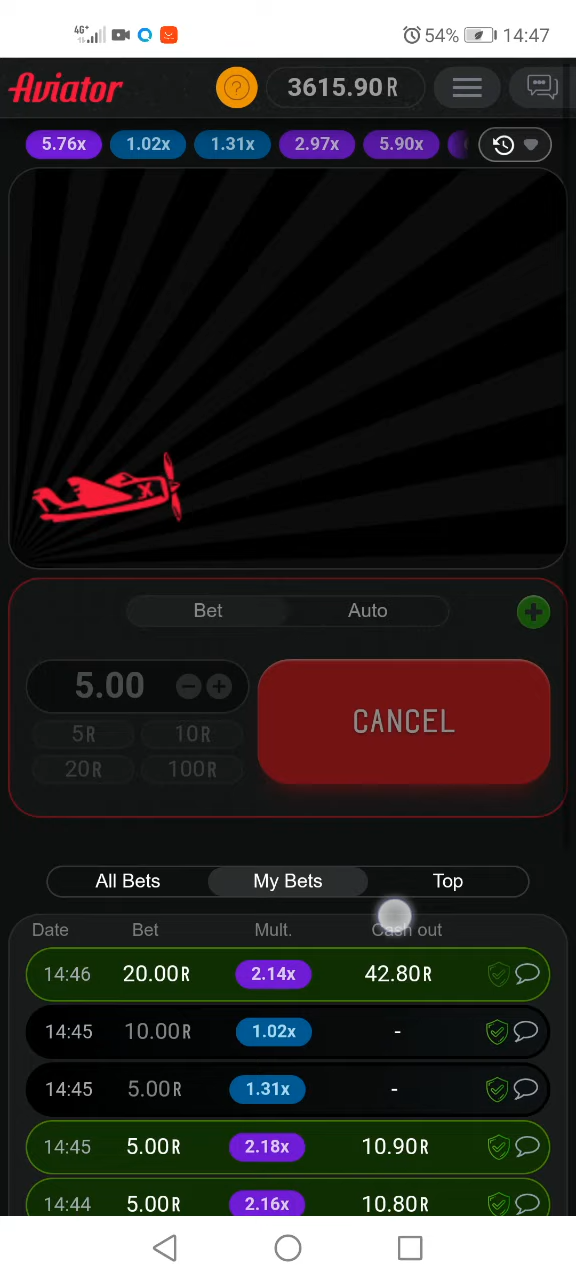 4G+ 54% 14:47
Aviator ? 3615.90 R
5.76x 1.02x 1.31x 2.97x 5.90x
X
Bet Auto
5.00
CANCEL
5R 10R
20R 100R
All Bets My Bets Top
Date Bet Mult. Cash out
14:46 20.00R 2.14x 42.80R
14:45 10.00R 1.02x -
14:45 5.00R 1.31x -
14:45 5.00R 2.18x 10.90R
14:44 5.00R 2.16x 10.80R